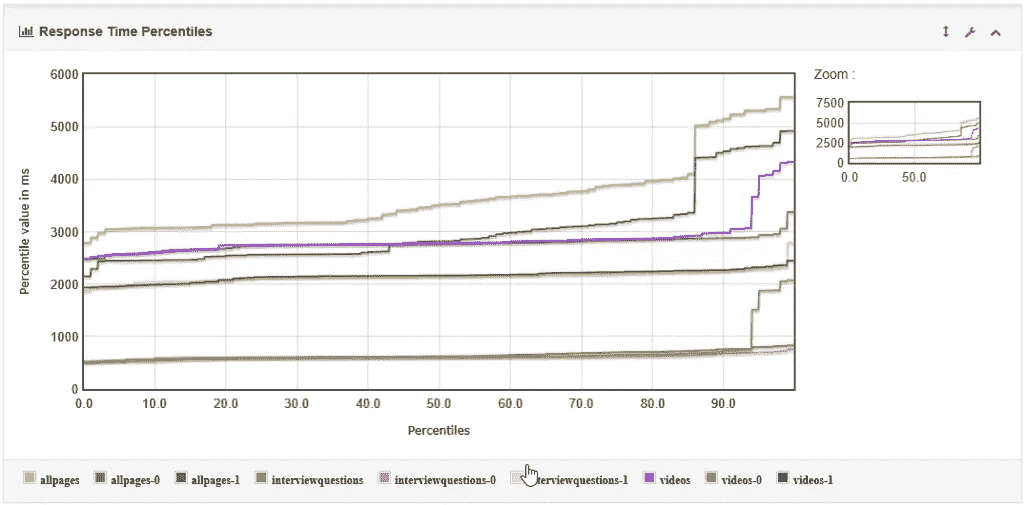 Response Time Percentiles
Zoom :
6000
5000
4000
3000
2000
1000
0
Percentile value in ms
0.0 10.0 20.0 30.0 40.0 50.0 60.0 70.0 80.0 90.0
Percentiles
7500
5000
2500
0
0.0 50.0
allpages allpages-0 allpages-1 interviewquestions interviewquestions-0 terviewquestions-1 videos videos-0 videos-1